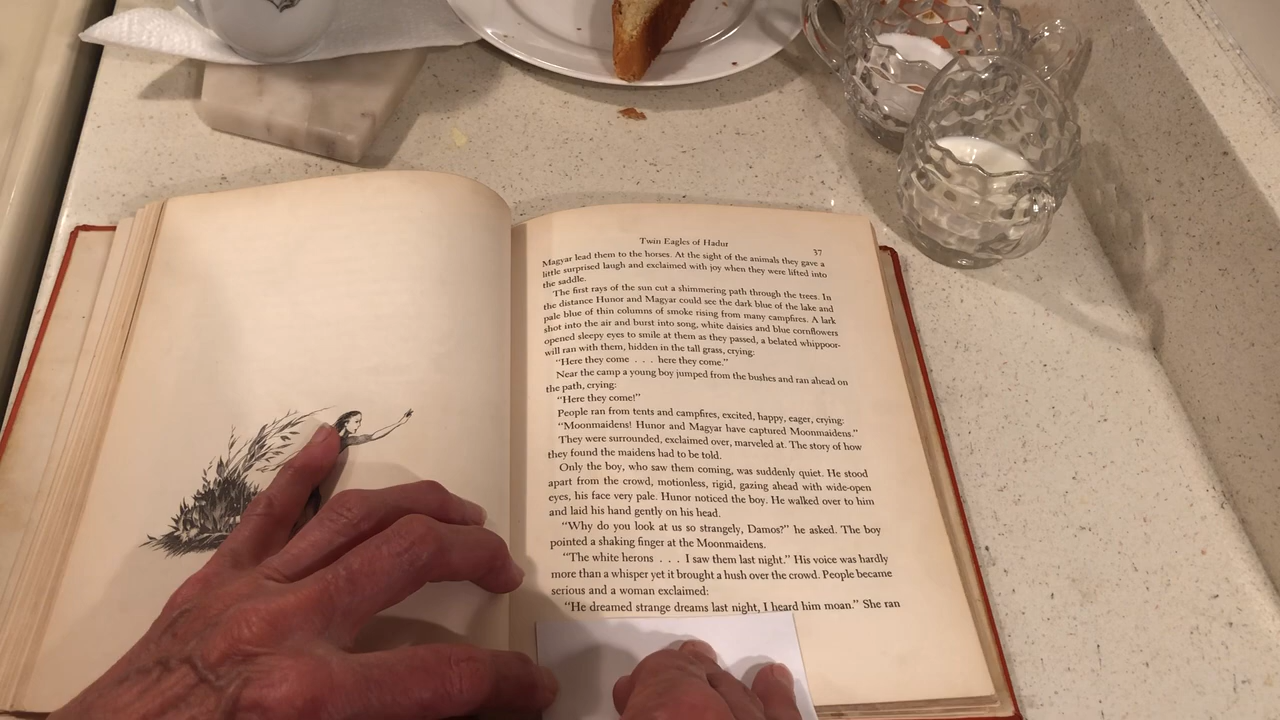 Twin Eagles of Hadur
37
Magyar lead them to the horses. At the sight of the animals they gave a
little surprised laugh and exclaimed with joy when they were lifted into
the saddle.
The first rays of the sun cut a shimmering path through the trees. In
the distance Hunor and Magyar could see the dark blue of the lake and
pale blue of thin columns of smoke rising from many campfires. A lark
shot into the air and burst into song, white daisies and blue cornflowers
opened sleepy eyes to smile at them as they passed, a belated whippoor-
will ran with them, hidden in the tall grass, crying:
"Here they come . . . here they come."
Near the camp a young boy jumped from the bushes and ran ahead on
the path, crying:
"Here they come!"
People ran from tents and campfires, excited, happy, eager, crying:
"Moonmaidens! Hunor and Magyar have captured Moonmaidens."
They were surrounded, exclaimed over, marveled at. The story of how
they found the maidens had to be told.
Only the boy, who saw them coming, was suddenly quiet. He stood
apart from the crowd, motionless, rigid, gazing ahead with wide-open
eyes, his face very pale. Hunor noticed the boy. He walked over to him
and laid his hand gently on his head.
"Why do you look at us so strangely, Damos?" he asked. The boy
pointed a shaking finger at the Moonmaidens.
"The white herons . . . I saw them last night." His voice was hardly
more than a whisper yet it brought a hush over the crowd. People became
serious and a woman exclaimed:
"He dreamed strange dreams last night, I heard him moan." She ran